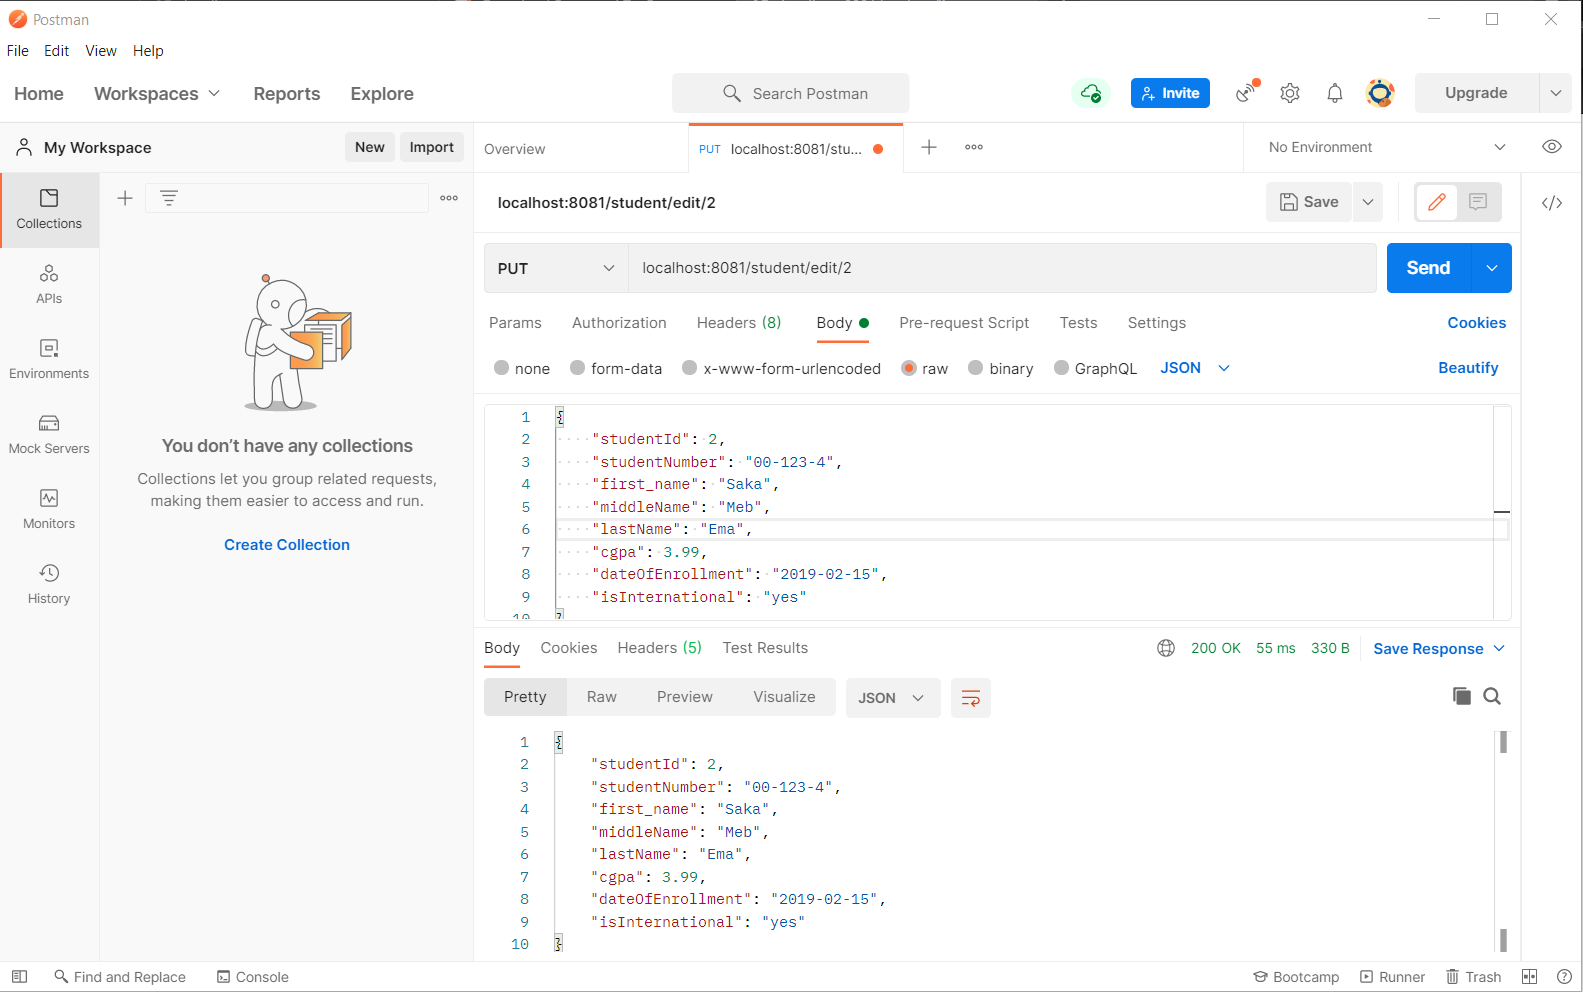 Postman
File Edit View Help
Home Workspaces Reports Explore Search Postman Invite Upgrade
My Workspace New Import Overview PUT localhost:8081/stu... No Environment
Collections
APIs
Environments
Mock Servers
Monitors
History
You don’t have any collections
Collections let you group related requests,
making them easier to access and run.
Create Collection
localhost:8081/student/edit/2 Save
PUT localhost:8081/student/edit/2 Send
Params Authorization Headers (8) Body Pre-request Script Tests Settings Cookies
none form-data x-www-form-urlencoded raw binary GraphQL JSON Beautify
1 {
2 "studentId": 2,
3 "studentNumber": "00-123-4",
4 "first_name": "Saka",
5 "middleName": "Meb",
6 "lastName": "Ema",
7 "cgpa": 3.99,
8 "dateOfEnrollment": "2019-02-15",
9 "isInternational": "yes"
10 }
Body Cookies Headers (5) Test Results 200 OK 55 ms 330 B Save Response
Pretty Raw Preview Visualize JSON
1 {
2 "studentId": 2,
3 "studentNumber": "00-123-4",
4 "first_name": "Saka",
5 "middleName": "Meb",
6 "lastName": "Ema",
7 "cgpa": 3.99,
8 "dateOfEnrollment": "2019-02-15",
9 "isInternational": "yes"
10 }
Find and Replace Console Bootcamp Runner Trash